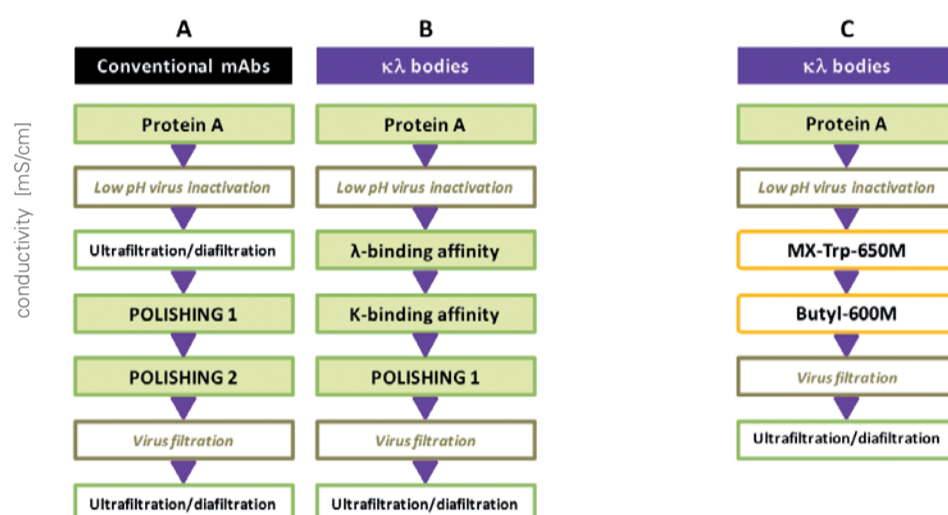 conductivity [mS/cm]
A
Conventional mAbs
Protein A
Low pH virus inactivation
Ultrafiltration/diafiltration
POLISHING 1
POLISHING 2
Virus filtration
Ultrafiltration/diafiltration
B
κλ bodies
Protein A
Low pH virus inactivation
λ-binding affinity
K-binding affinity
POLISHING 1
Virus filtration
Ultrafiltration/diafiltration
C
κλ bodies
Protein A
Low pH virus inactivation
MX-Trp-650M
Butyl-600M
Virus filtration
Ultrafiltration/diafiltration